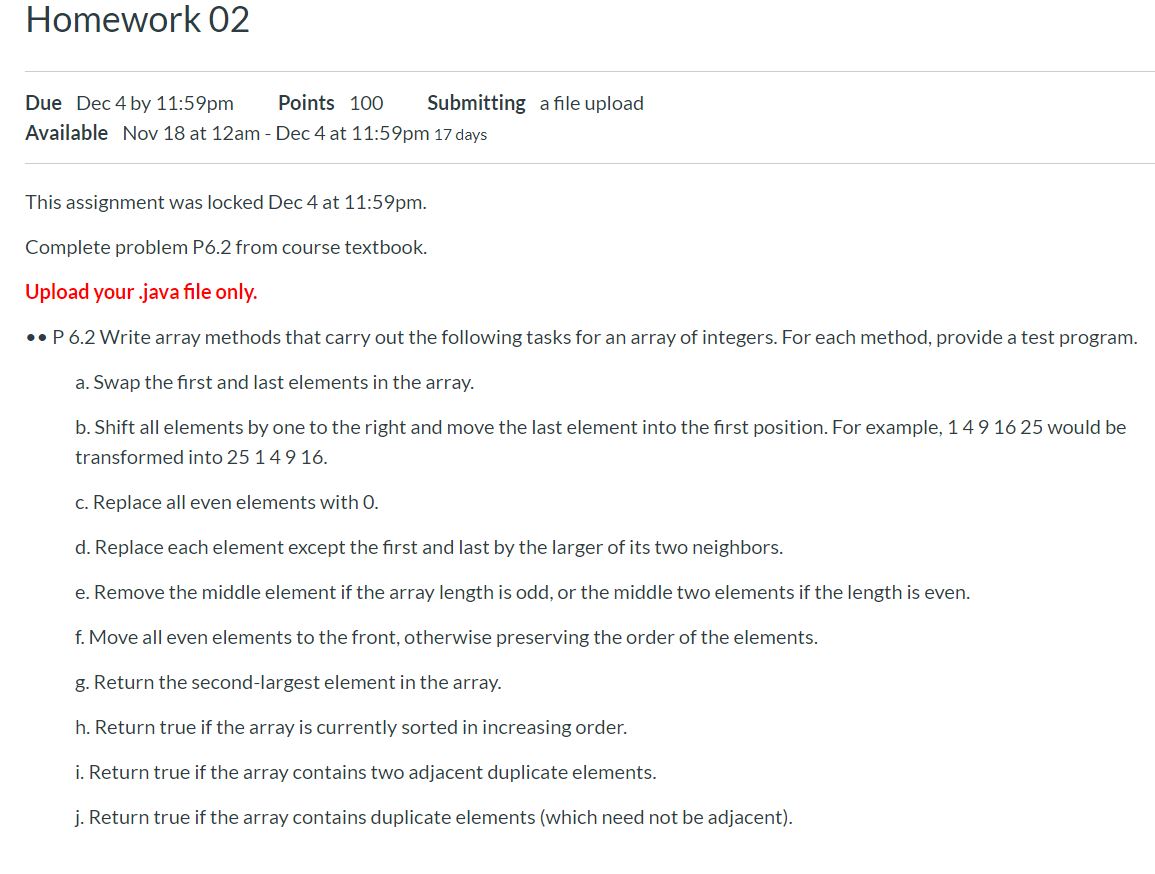 Homework 02
Due Dec 4 by 11:59pm Points 100 Submitting a file upload
Available Nov 18 at 12am - Dec 4 at 11:59pm 17 days
This assignment was locked Dec 4 at 11:59pm.
Complete problem P6.2 from course textbook.
Upload your .java file only.
•• P 6.2 Write array methods that carry out the following tasks for an array of integers. For each method, provide a test program.
a. Swap the first and last elements in the array.
b. Shift all elements by one to the right and move the last element into the first position. For example, 1 4 9 16 25 would be
transformed into 25 1 4 9 16.
c. Replace all even elements with 0.
d. Replace each element except the first and last by the larger of its two neighbors.
e. Remove the middle element if the array length is odd, or the middle two elements if the length is even.
f. Move all even elements to the front, otherwise preserving the order of the elements.
g. Return the second-largest element in the array.
h. Return true if the array is currently sorted in increasing order.
i. Return true if the array contains two adjacent duplicate elements.
j. Return true if the array contains duplicate elements (which need not be adjacent).